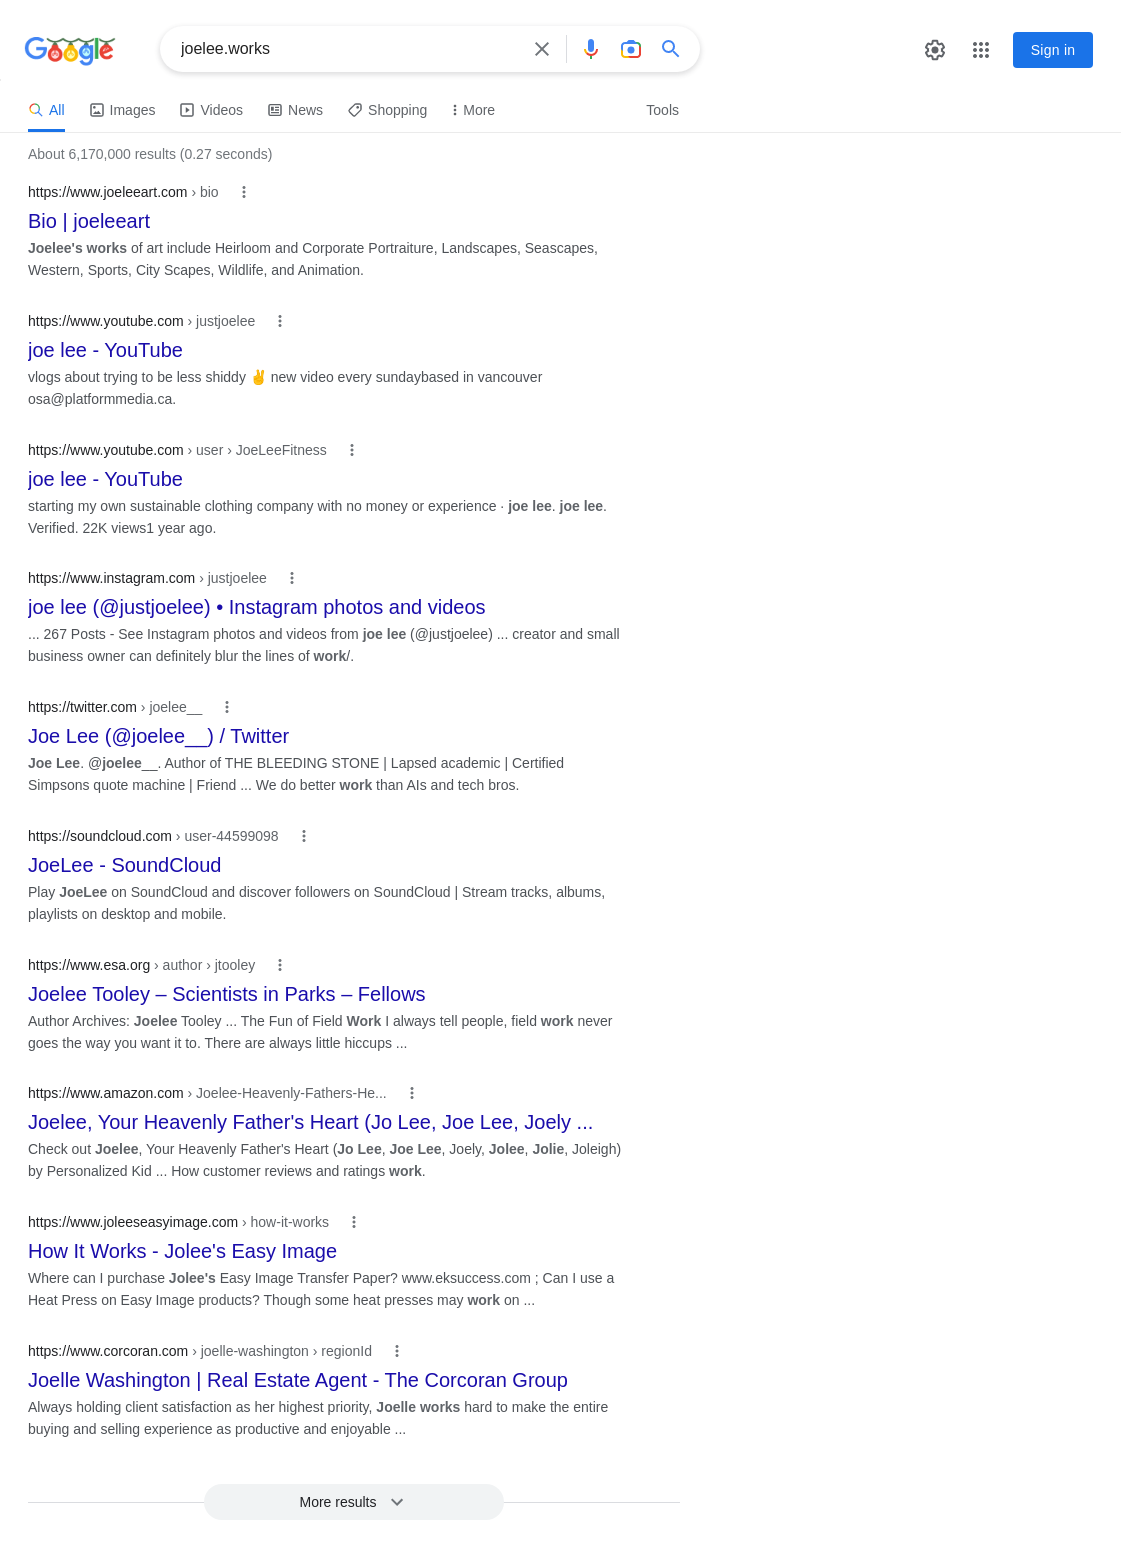 Google
joelee.works
Sign in
All
Images
Videos
News
Shopping
More
Tools
About 6,170,000 results (0.27 seconds)
https://www.joeleeart.com › bio
Bio | joeleeart
Joelee's works of art include Heirloom and Corporate Portraiture, Landscapes, Seascapes,
Western, Sports, City Scapes, Wildlife, and Animation.
https://www.youtube.com › justjoelee
joe lee - YouTube
vlogs about trying to be less shiddy ✌ new video every sundaybased in vancouver
osa@platformmedia.ca.
https://www.youtube.com › user › JoeLeeFitness
joe lee - YouTube
starting my own sustainable clothing company with no money or experience · joe lee. joe lee.
Verified. 22K views1 year ago.
https://www.instagram.com › justjoelee
joe lee (@justjoelee) • Instagram photos and videos
... 267 Posts - See Instagram photos and videos from joe lee (@justjoelee) ... creator and small
business owner can definitely blur the lines of work/.
https://twitter.com › joelee__
Joe Lee (@joelee__) / Twitter
Joe Lee. @joelee__. Author of THE BLEEDING STONE | Lapsed academic | Certified
Simpsons quote machine | Friend ... We do better work than AIs and tech bros.
https://soundcloud.com › user-44599098
JoeLee - SoundCloud
Play JoeLee on SoundCloud and discover followers on SoundCloud | Stream tracks, albums,
playlists on desktop and mobile.
https://www.esa.org › author › jtooley
Joelee Tooley – Scientists in Parks – Fellows
Author Archives: Joelee Tooley ... The Fun of Field Work I always tell people, field work never
goes the way you want it to. There are always little hiccups ...
https://www.amazon.com › Joelee-Heavenly-Fathers-He...
Joelee, Your Heavenly Father's Heart (Jo Lee, Joe Lee, Joely ...
Check out Joelee, Your Heavenly Father's Heart (Jo Lee, Joe Lee, Joely, Jolee, Jolie, Joleigh)
by Personalized Kid ... How customer reviews and ratings work.
https://www.joleeseasyimage.com › how-it-works
How It Works - Jolee's Easy Image
Where can I purchase Jolee's Easy Image Transfer Paper? www.eksuccess.com ; Can I use a
Heat Press on Easy Image products? Though some heat presses may work on ...
https://www.corcoran.com › joelle-washington › regionId
Joelle Washington | Real Estate Agent - The Corcoran Group
Always holding client satisfaction as her highest priority, Joelle works hard to make the entire
buying and selling experience as productive and enjoyable ...
More results